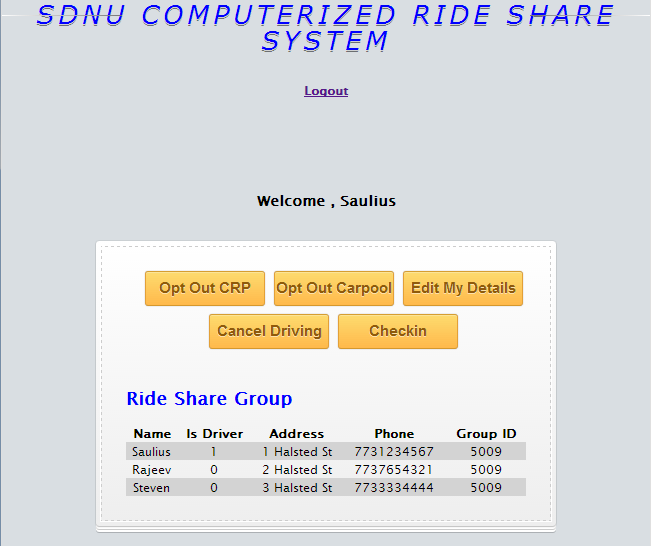 SDNU COMPUTERIZED RIDE SHARE
SYSTEM
Logout
Welcome , Saulius
Opt Out CRP Opt Out Carpool Edit My Details
Cancel Driving Checkin
Ride Share Group
Name Is Driver Address Phone Group ID
Saulius 1 1 Halsted St 7731234567 5009
Rajeev 0 2 Halsted St 7737654321 5009
Steven 0 3 Halsted St 7733334444 5009